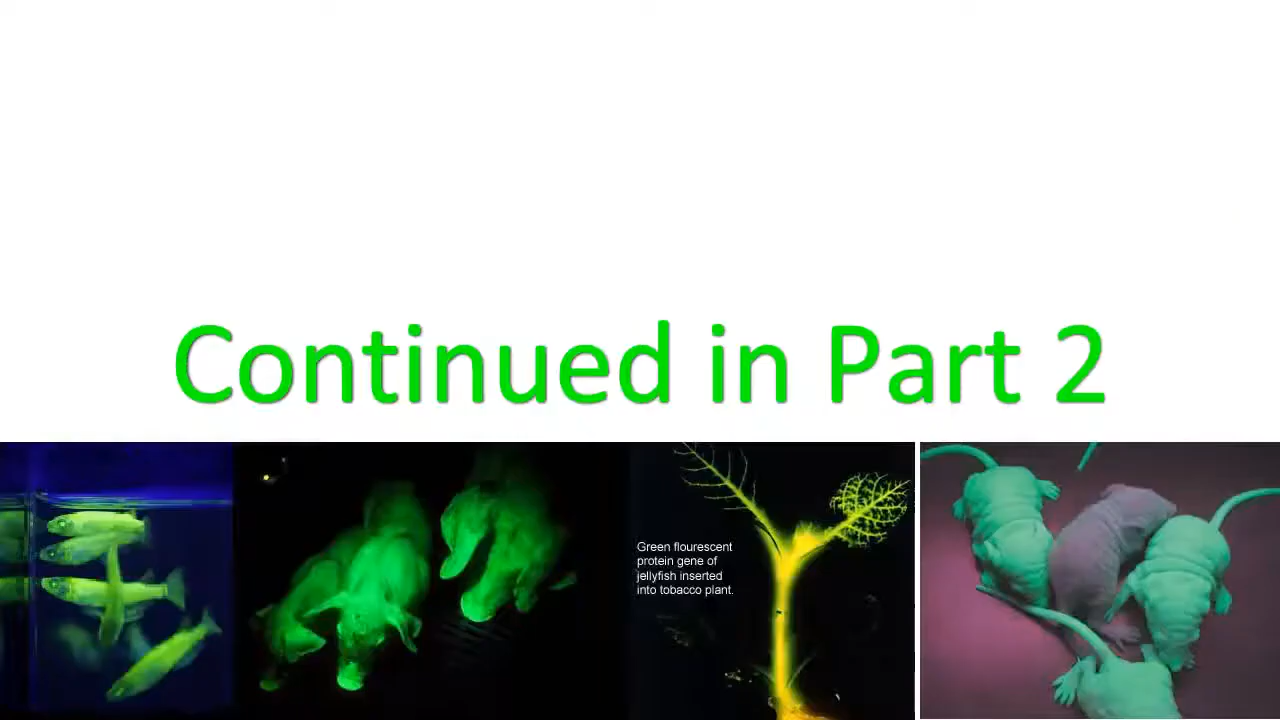 Continued in Part 2
Green flourescent
protein gene of
jellyfish inserted
into tobacco plant.